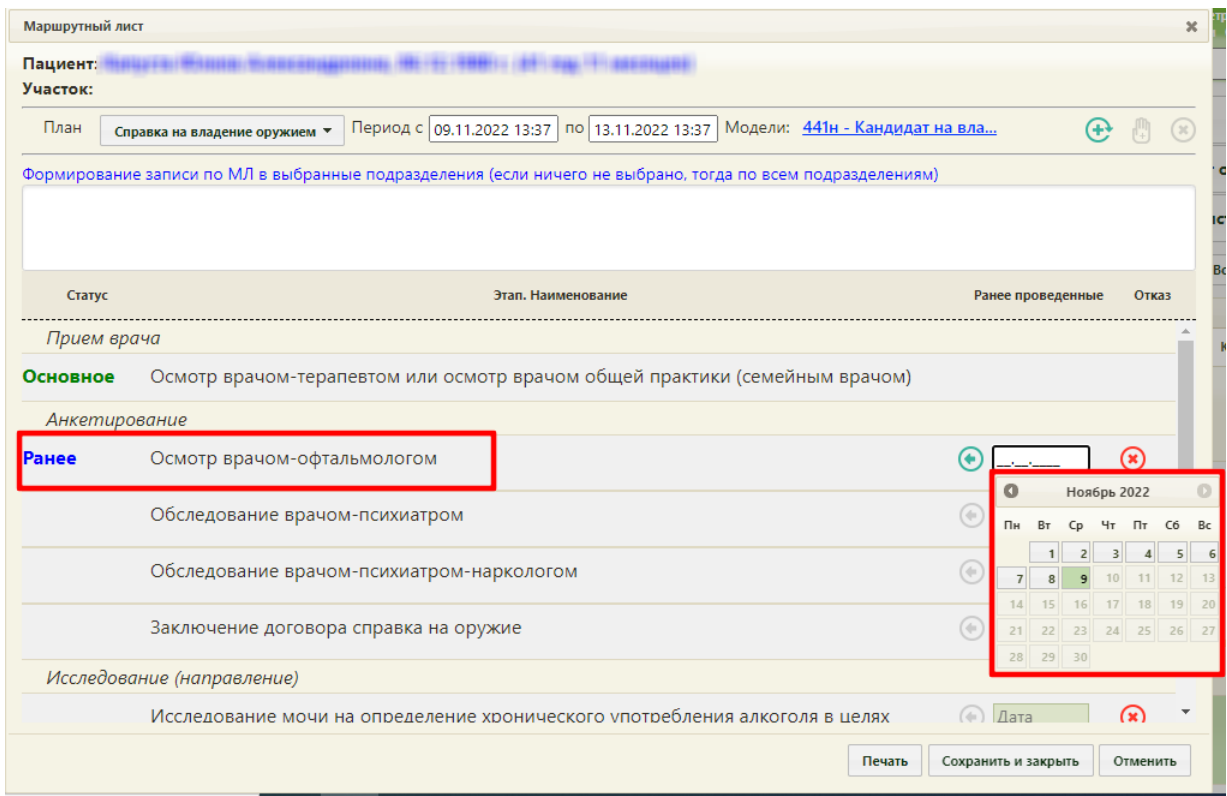 Маршрутный лист
Пациент:
Участок:
План Справка на владение оружием Период с 09.11.2022 13:37 по 13.11.2022 13:37 Модели: 441н - Кандидат на вла...
Формирование записи по МЛ в выбранные подразделения (если ничего не выбрано, тогда по всем подразделениям)
Статус Этап. Наименование Ранее проведенные Отказ
Прием врача
Основное Осмотр врачом-терапевтом или осмотр врачом общей практики (семейным врачом)
Анкетирование
Ранее Осмотр врачом-офтальмологом __.__.____
Обследование врачом-психиатром
Обследование врачом-психиатром-наркологом
Заключение договора справка на оружие
Исследование (направление)
Исследование мочи на определение хронического употребления алкоголя в целях Дата
Ноябрь 2022
Пн Вт Ср Чт Пт Сб Вс
1 2 3 4 5 6
7 8 9 10 11 12 13
14 15 16 17 18 19 20
21 22 23 24 25 26 27
28 29 30
Печать Сохранить и закрыть Отменить